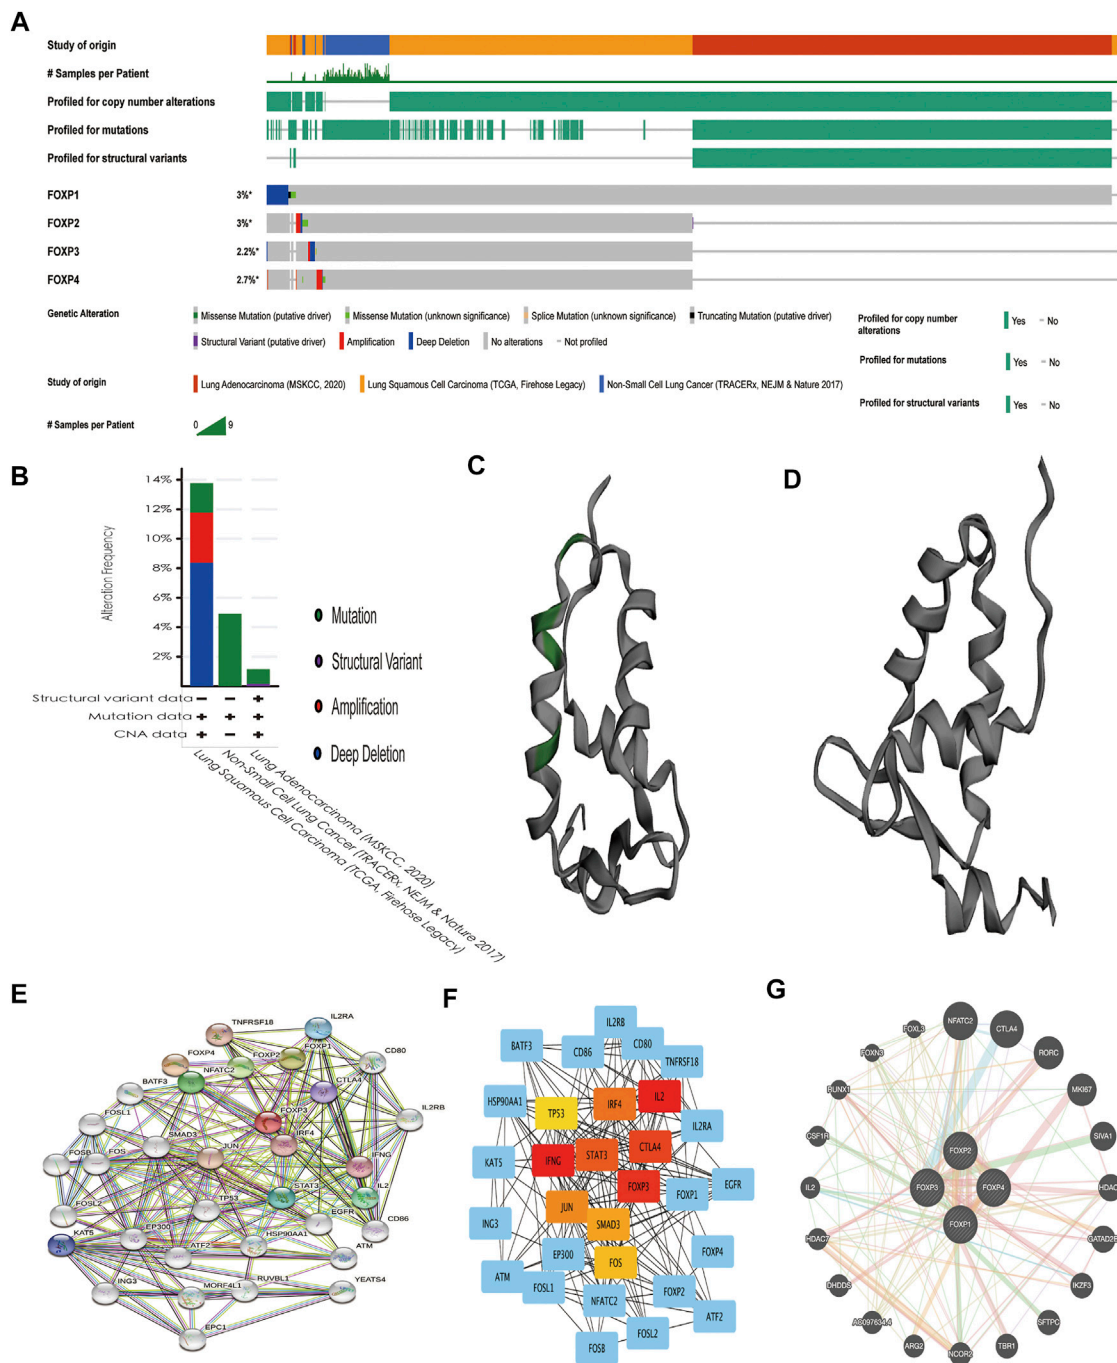 A
Study of origin
# Samples per Patient
Profiled for copy number alterations
Profiled for mutations
Profiled for structural variants
FOXP1 3%*
FOXP2 3%*
FOXP3 2.2%*
FOXP4 2.7%*
Genetic Alteration
Missense Mutation (putative driver) Missense Mutation (unknown significance) Splice Mutation (unknown significance) Truncating Mutation (putative driver)
Structural Variant (putative driver) Amplification Deep Deletion No alterations Not profiled
Profiled for copy number alterations Yes No
Profiled for mutations Yes No
Profiled for structural variants Yes No
Study of origin
Lung Adenocarcinoma (MSKCC, 2020) Lung Squamous Cell Carcinoma (TCGA, Firehose Legacy) Non-Small Cell Lung Cancer (TRACERx, NEJM & Nature 2017)
# Samples per Patient 0 9
B
Alteration Frequency
14%
12%
10%
8%
6%
4%
2%
Structural variant data - - +
Mutation data + + +
CNA data + - +
Lung Squamous Cell Carcinoma (TCGA, Firehose Legacy)
Non-Small Cell Lung Cancer (TRACERx, NEJM & Nature 2017)
Lung Adenocarcinoma (MSKCC, 2020)
Mutation
Structural Variant
Amplification
Deep Deletion
C
D
E
TNFRSF18
IL2RA
FOXP1
FOXP4
FOXP2
CD80
NFATC2
BATF3
CTLA4
FOXP3
IL2RB
FOSL1
IRF4
SMAD3
JUN
FOSB
FOS
IFNG
STAT3
IL2
FOSL2
TP53
EGFR
CD86
KAT5
EP300
HSP90AA1
ATF2
ATM
ING3
MORF4L1
RUVBL1
YEATS4
EPC1
F
IL2RB
BATF3
CD86
CD80
TNFRSF18
HSP90AA1
TP53
IRF4
IL2
IL2RA
KAT5
IFNG
STAT3
CTLA4
FOXP3
FOXP1
EGFR
ING3
JUN
SMAD3
EP300
FOS
FOXP4
ATM
FOSL1
NFATC2
FOXP2
ATF2
FOSB
FOSL2
G
NFATC2
CTLA4
FOXL3
RORC
FOXN3
MKI67
RUNX1
CSF1R
SIVA1
FOXP2
IL2
FOXP3
FOXP4
FOXP1
HDAC7
GATAD2B
DHDDS
IKZF3
AC097634.4
SFTPC
ARG2
NCOR2
TBR1